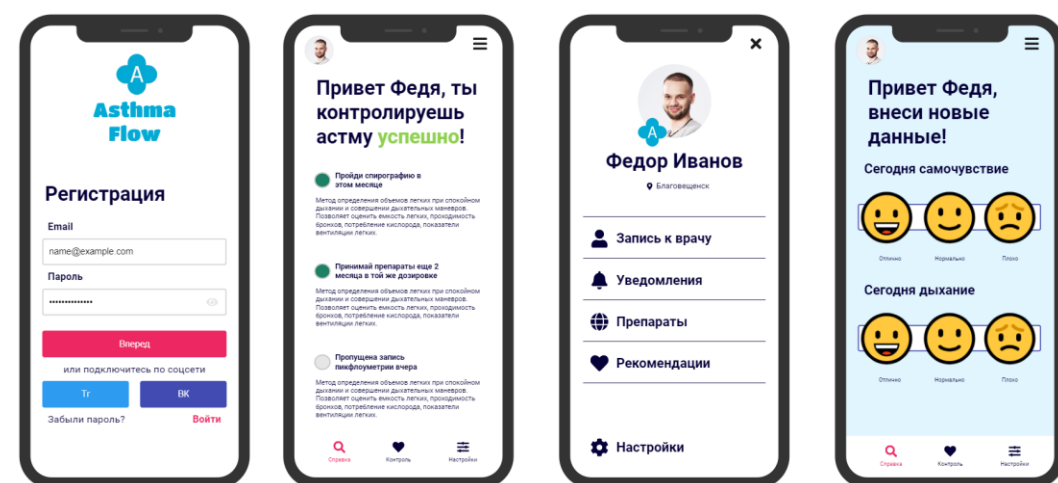 A
Asthma
Flow
Регистрация
Email
name@example.com
Пароль
••••••••••••••
Вперед
или подключитесь по соцсети
Тг
ВК
Забыли пароль?
Войти
Привет Федя, ты
контролируешь
астму успешно!
Пройди спирографию в
этом месяце
Метод определения объемов легких при спокойном
дыхании и совершении дыхательных маневров.
Позволяет оценить емкость легких, проходимость
бронхов, потребление кислорода, показатели
вентиляции легких.
Принимай препараты еще 2
месяца в той же дозировке
Метод определения объемов легких при спокойном
дыхании и совершении дыхательных маневров.
Позволяет оценить емкость легких, проходимость
бронхов, потребление кислорода, показатели
вентиляции легких.
Пропущена запись
пикфлоуметрии вчера
Метод определения объемов легких при спокойном
дыхании и совершении дыхательных маневров.
Позволяет оценить емкость легких, проходимость
бронхов, потребление кислорода, показатели
вентиляции легких.
Справка
Контроль
Настройки
A
Федор Иванов
Благовещенск
Запись к врачу
Уведомления
Препараты
Рекомендации
Настройки
Привет Федя,
внеси новые
данные!
Сегодня самочувствие
Отлично
Нормально
Плохо
Сегодня дыхание
Отлично
Нормально
Плохо
Справка
Контроль
Настройки